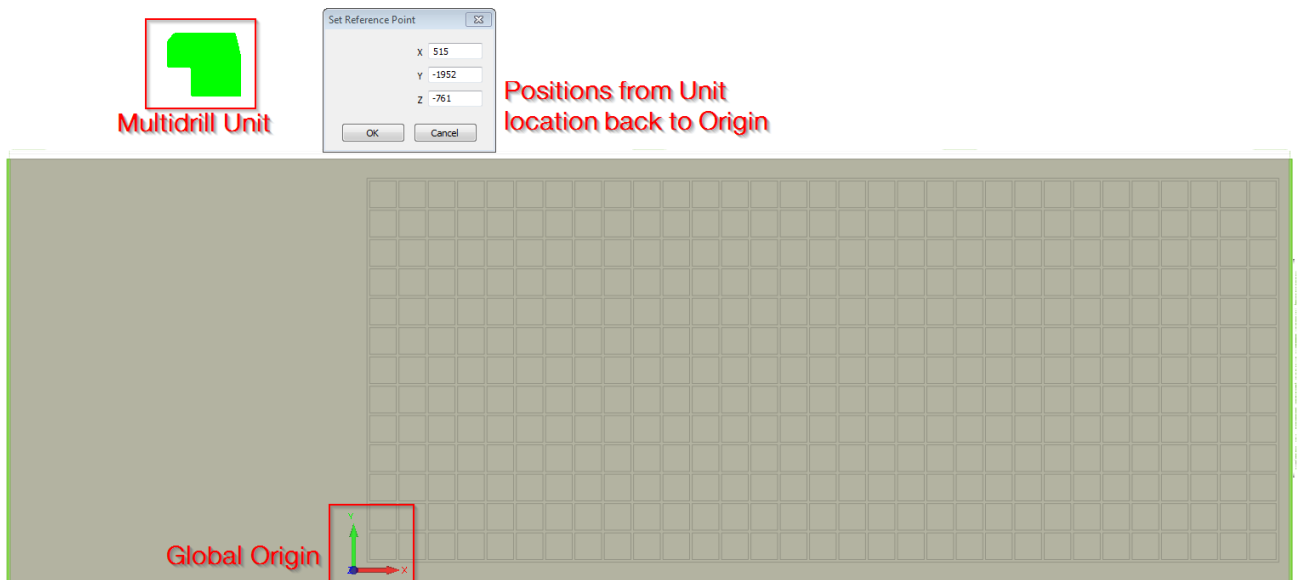 Set Reference Point
X 515
Y -1952
Z -761
OK Cancel
Multidrill Unit
Positions from Unit
location back to Origin
Global Origin
Y
Z
X